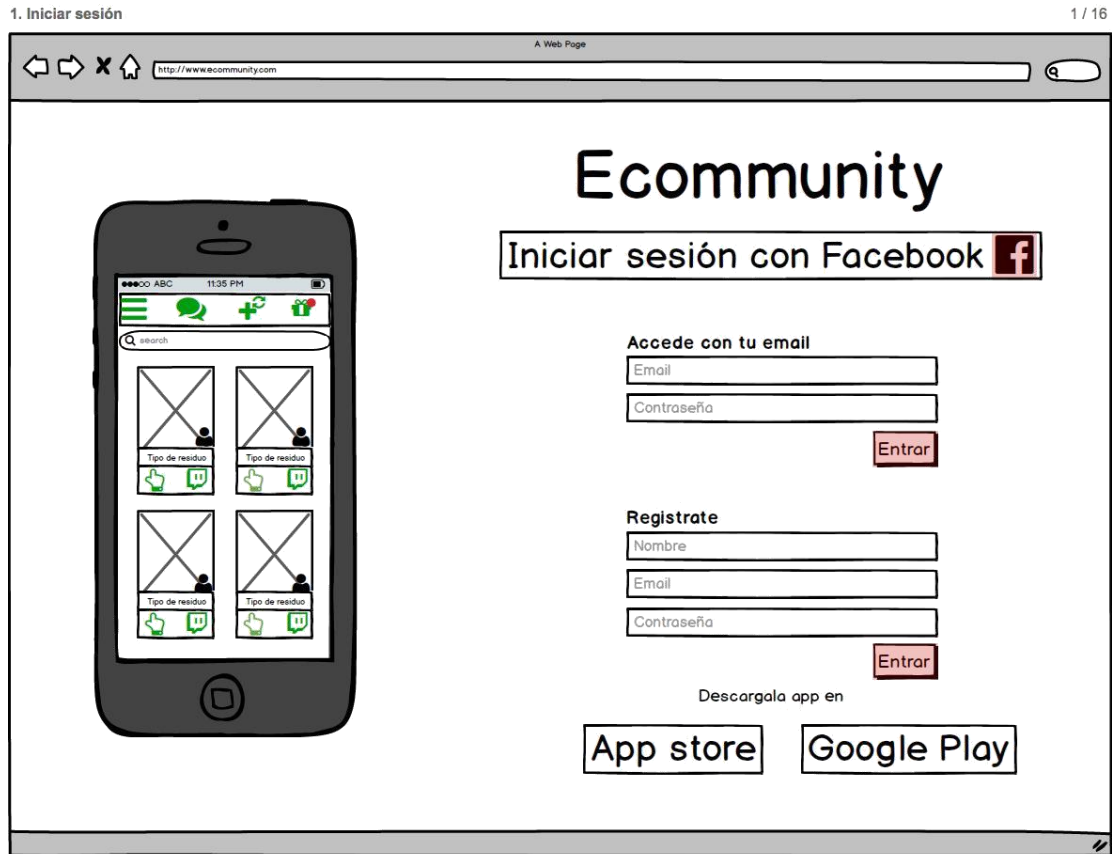 1. Iniciar sesión
1 / 16
A Web Page
http://www.ecommunity.com
Ecommunity
Iniciar sesión con Facebook f
ABC 11:35 PM
search
Tipo de residuo Tipo de residuo
Tipo de residuo Tipo de residuo
Accede con tu email
Email
Contraseña
Entrar
Registrate
Nombre
Email
Contraseña
Entrar
Descargala app en
App store Google Play